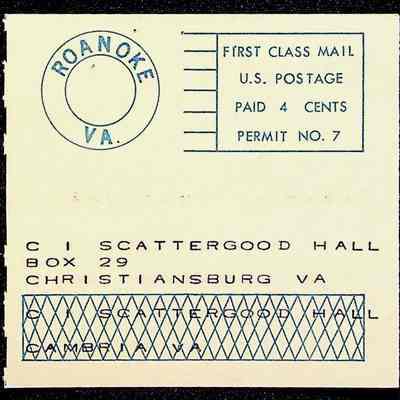 ROANOKE
VA.
FIRST CLASS MAIL
U.S. POSTAGE
PAID 4 CENTS
PERMIT NO. 7
C I SCATTERGOOD HALL
BOX 29
CHRISTIANSBURG VA
C I SCATTERGOOD HALL
CAMBRIA VA